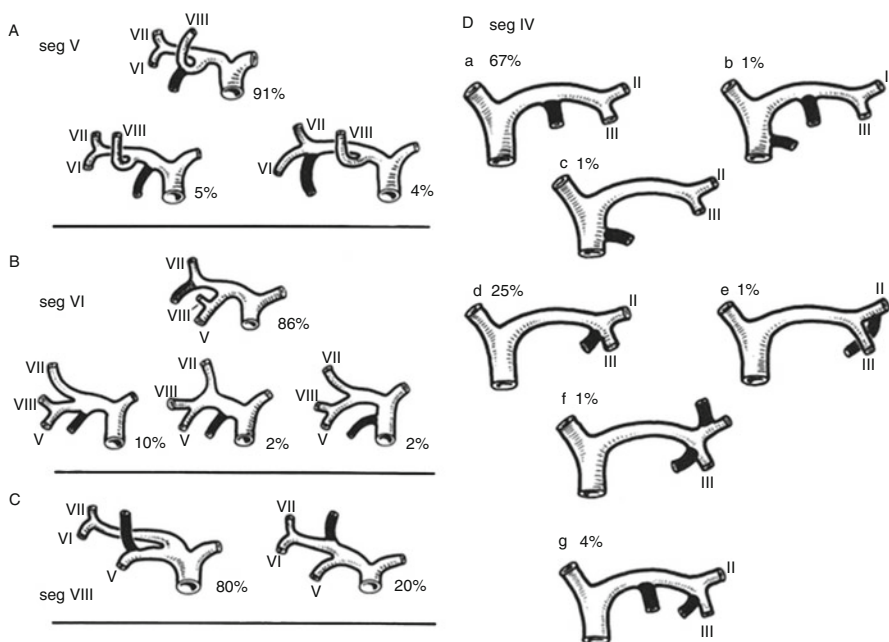 A
seg V
VII
VIII
VI
91%
VII
VIII
VI
5%
VII
VIII
VI
4%
B
seg VI
VII
VIII
V
86%
VII
VIII
V
10%
VII
VIII
V
2%
VII
VIII
V
2%
C
seg VIII
VII
VI
V
80%
VII
VI
V
20%
D seg IV
a 67%
II
III
b 1%
I
III
c 1%
II
III
d 25%
II
III
e 1%
II
III
f 1%
III
g 4%
II
III